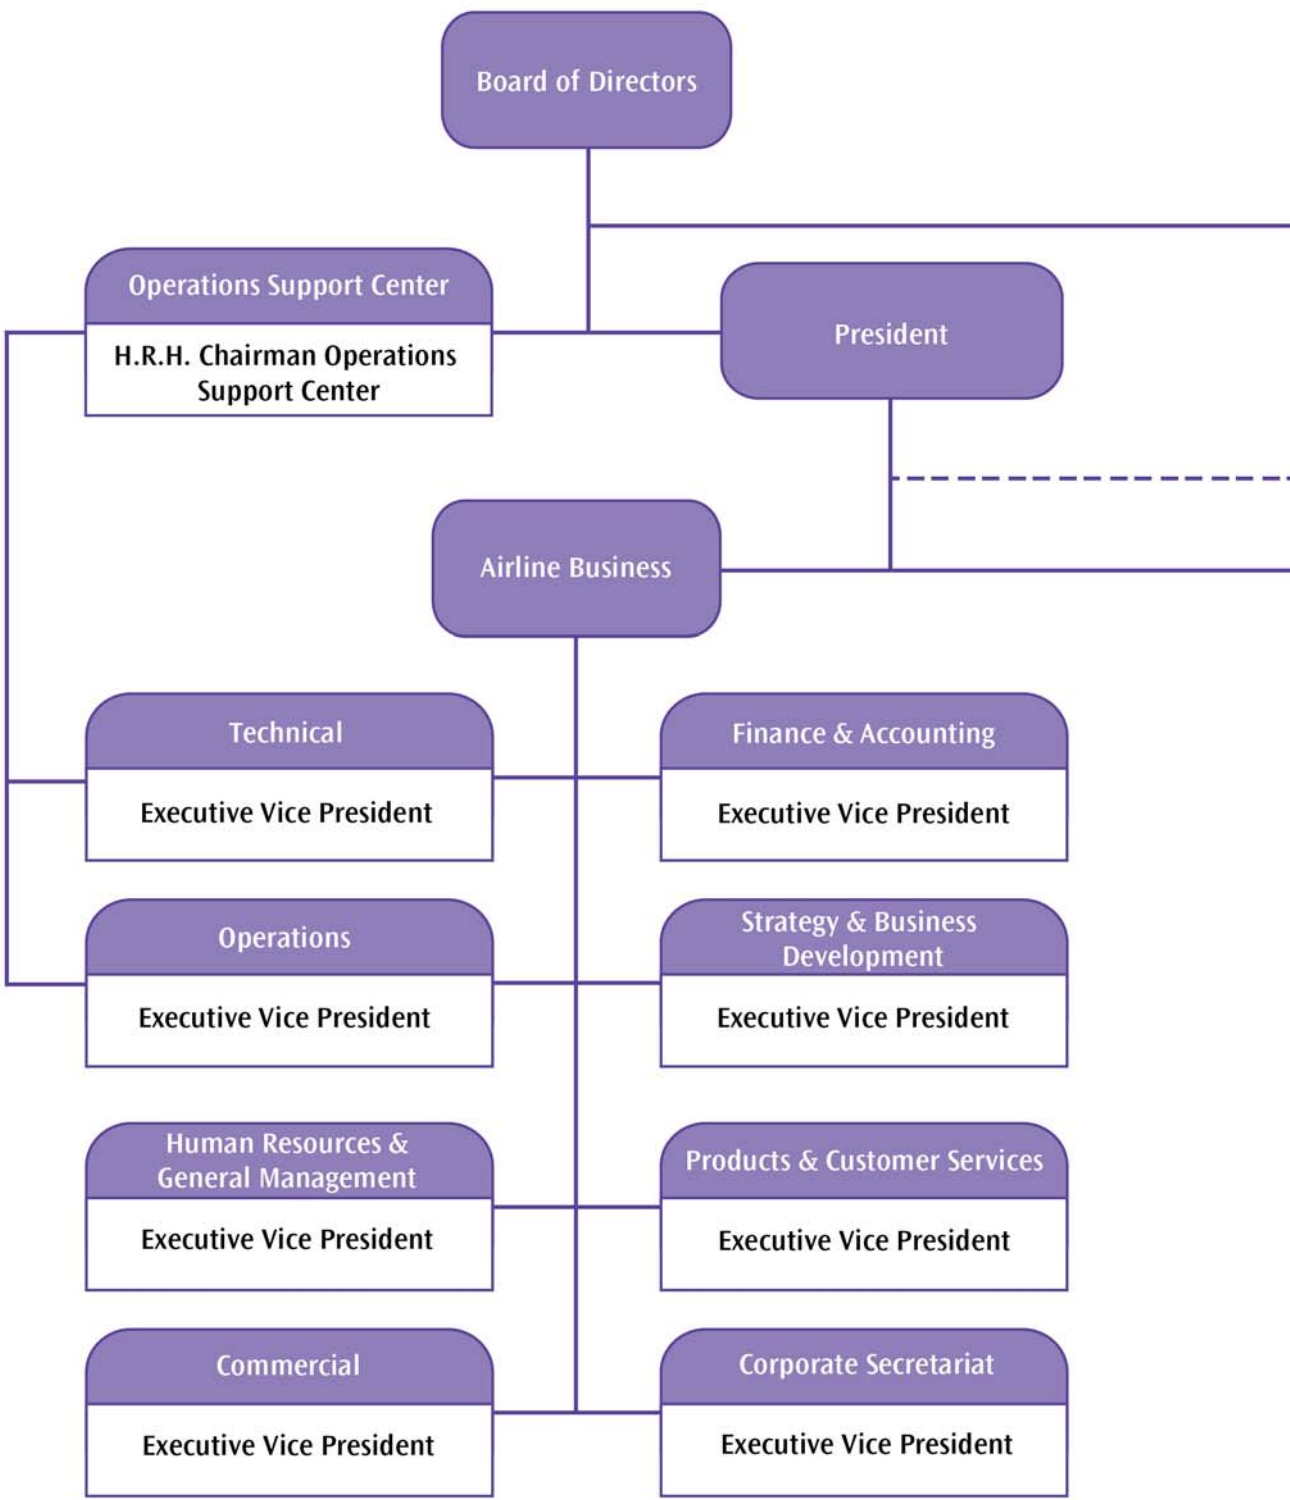 Board of Directors
Operations Support Center
H.R.H. Chairman Operations
Support Center
President
Airline Business
Technical
Executive Vice President
Finance & Accounting
Executive Vice President
Operations
Executive Vice President
Strategy & Business
Development
Executive Vice President
Human Resources &
General Management
Executive Vice President
Products & Customer Services
Executive Vice President
Commercial
Executive Vice President
Corporate Secretariat
Executive Vice President